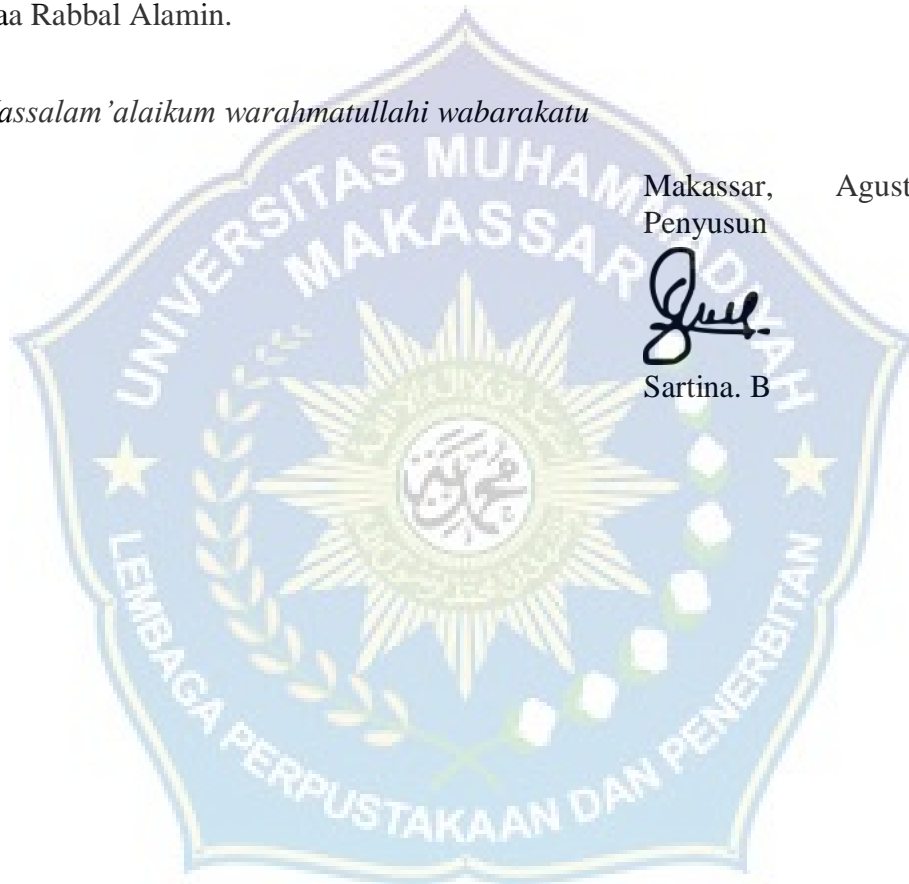 aa Rabbal Alamin.
assalam’alaikum warahmatullahi wabarakatu
Makassar, Agust
Penyusun
Sartina. B
UNIVERSITAS MUHAMMADIYAH
MAKASSAR
LEMBAGA PERPUSTAKAAN DAN PENERBITAN